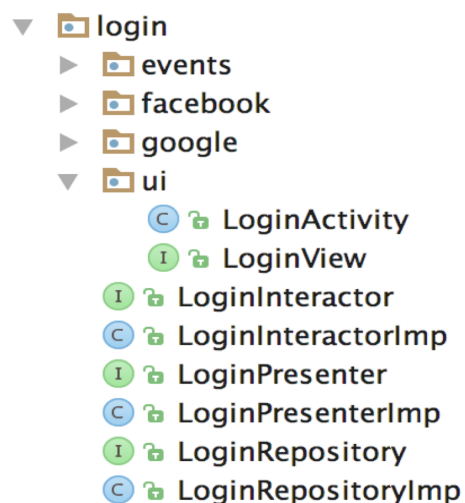 login
events
facebook
google
ui
C LoginActivity
I LoginView
I LoginInteractor
C LoginInteractorImp
I LoginPresenter
C LoginPresenterImp
I LoginRepository
C LoginRepositoryImp